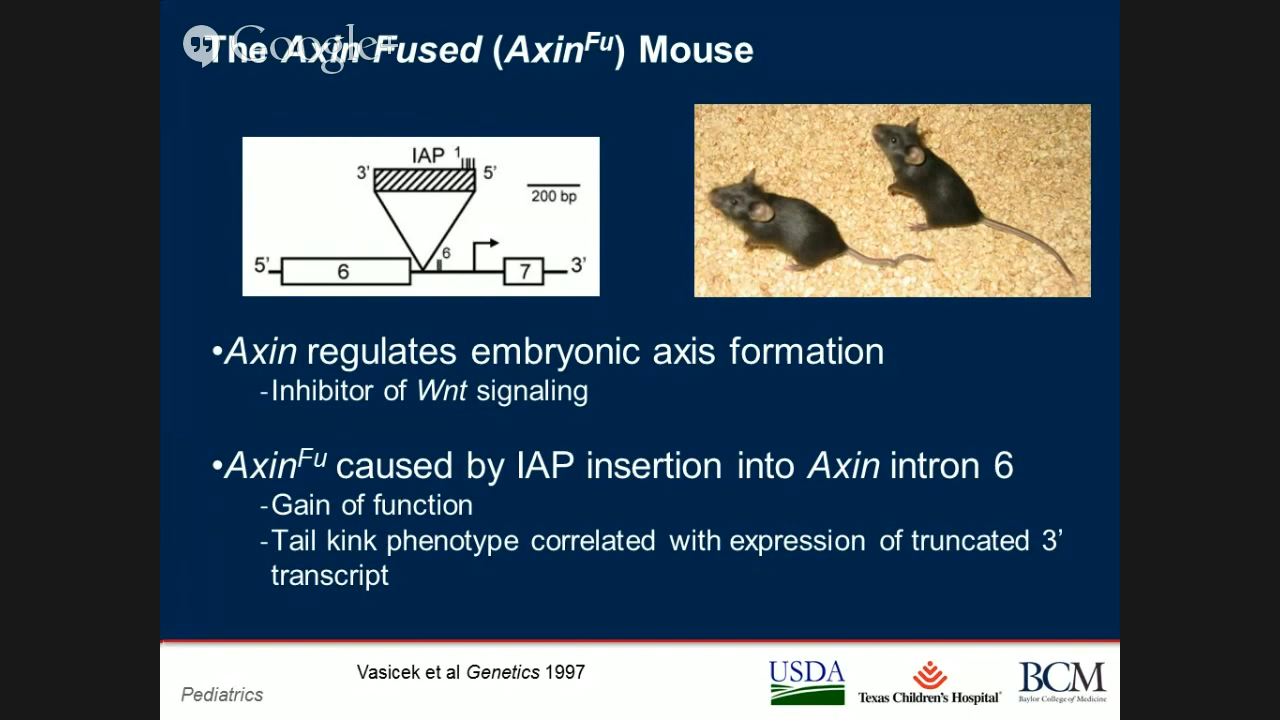 Google+
The Axin Fused (AxinFu) Mouse
IAP 1
3’ 5’
200 bp
6
5’ 6 7 3’
•Axin regulates embryonic axis formation
-Inhibitor of Wnt signaling
•AxinFu caused by IAP insertion into Axin intron 6
-Gain of function
-Tail kink phenotype correlated with expression of truncated 3’
transcript
Vasicek et al Genetics 1997
Pediatrics
USDA
Texas Children's Hospital®
BCM
Baylor College of Medicine